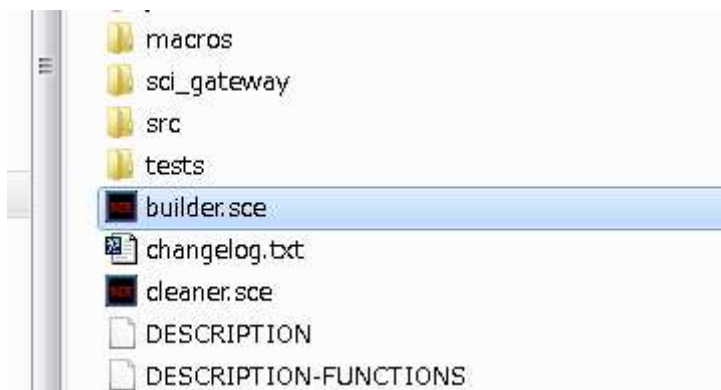 macros
sci_gateway
src
tests
builder.sce
changelog.txt
cleaner.sce
DESCRIPTION
DESCRIPTION-FUNCTIONS